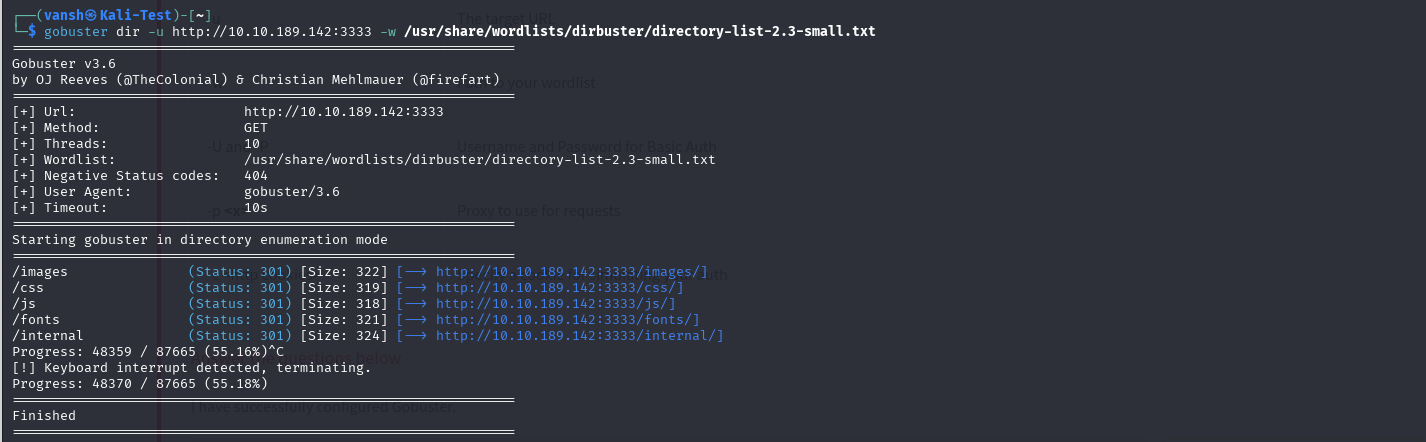 ┌──(vansh㉿Kali-Test)-[~]
└─$ gobuster dir -u http://10.10.189.142:3333 -w /usr/share/wordlists/dirbuster/directory-list-2.3-small.txt
The target URL
===============================================================
Gobuster v3.6
by OJ Reeves (@TheColonial) & Christian Mehlmauer (@firefart)
your wordlist
===============================================================
[+] Url: http://10.10.189.142:3333
[+] Method: GET
[+] Threads: 10
-U and
Username and Password for Basic Auth
[+] Wordlist: /usr/share/wordlists/dirbuster/directory-list-2.3-small.txt
[+] Negative Status codes: 404
[+] User Agent: gobuster/3.6
[+] Timeout: 10s
-p <x
Proxy to use for requests
===============================================================
Starting gobuster in directory enumeration mode
===============================================================
/images (Status: 301) [Size: 322] [--> http://10.10.189.142:3333/images/]
/css (Status: 301) [Size: 319] [--> http://10.10.189.142:3333/css/]
/js (Status: 301) [Size: 318] [--> http://10.10.189.142:3333/js/]
/fonts (Status: 301) [Size: 321] [--> http://10.10.189.142:3333/fonts/]
/internal (Status: 301) [Size: 324] [--> http://10.10.189.142:3333/internal/]
Progress: 48359 / 87665 (55.16%)^C
questions below
[!] Keyboard interrupt detected, terminating.
Progress: 48370 / 87665 (55.18%)
===============================================================
I have successfully configured Gobuster.
Finished
===============================================================